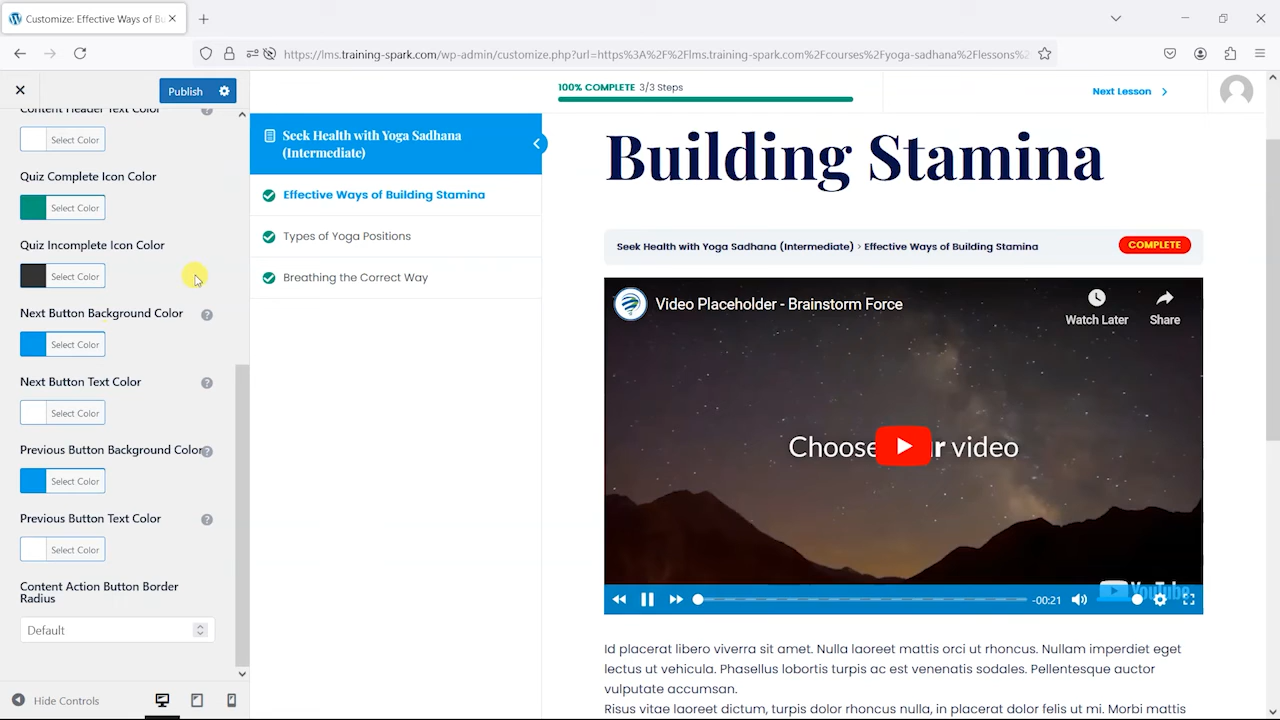 Customize: Effective Ways of Bu
https://lms.training-spark.com/wp-admin/customize.php?url=https%3A%2F%2Flms.training-spark.com%2Fcourses%2Fyoga-sadhana%2Flessons%2
Publish
Content Header Text Color
Select Color
Quiz Complete Icon Color
Select Color
Quiz Incomplete Icon Color
Select Color
Next Button Background Color
Select Color
Next Button Text Color
Select Color
Previous Button Background Color
Select Color
Previous Button Text Color
Select Color
Content Action Button Border
Radius
Default
Hide Controls
100% COMPLETE 3/3 Steps
Next Lesson
Seek Health with Yoga Sadhana
(Intermediate)
Effective Ways of Building Stamina
Types of Yoga Positions
Breathing the Correct Way
Building Stamina
Seek Health with Yoga Sadhana (Intermediate) > Effective Ways of Building Stamina
COMPLETE
Video Placeholder - Brainstorm Force
Watch Later
Share
Choose r video
YouTube
-00:21
Id placerat libero viverra sit amet. Nulla laoreet mattis orci ut rhoncus. Nullam imperdiet eget
lectus ut vehicula. Phasellus lobortis turpis ac est venenatis sodales. Pellentesque auctor
vulputate accumsan.
Risus vitae laoreet dictum, turpis dolor rhoncus nulla, in placerat dolor felis ut mi. Morbi mattis